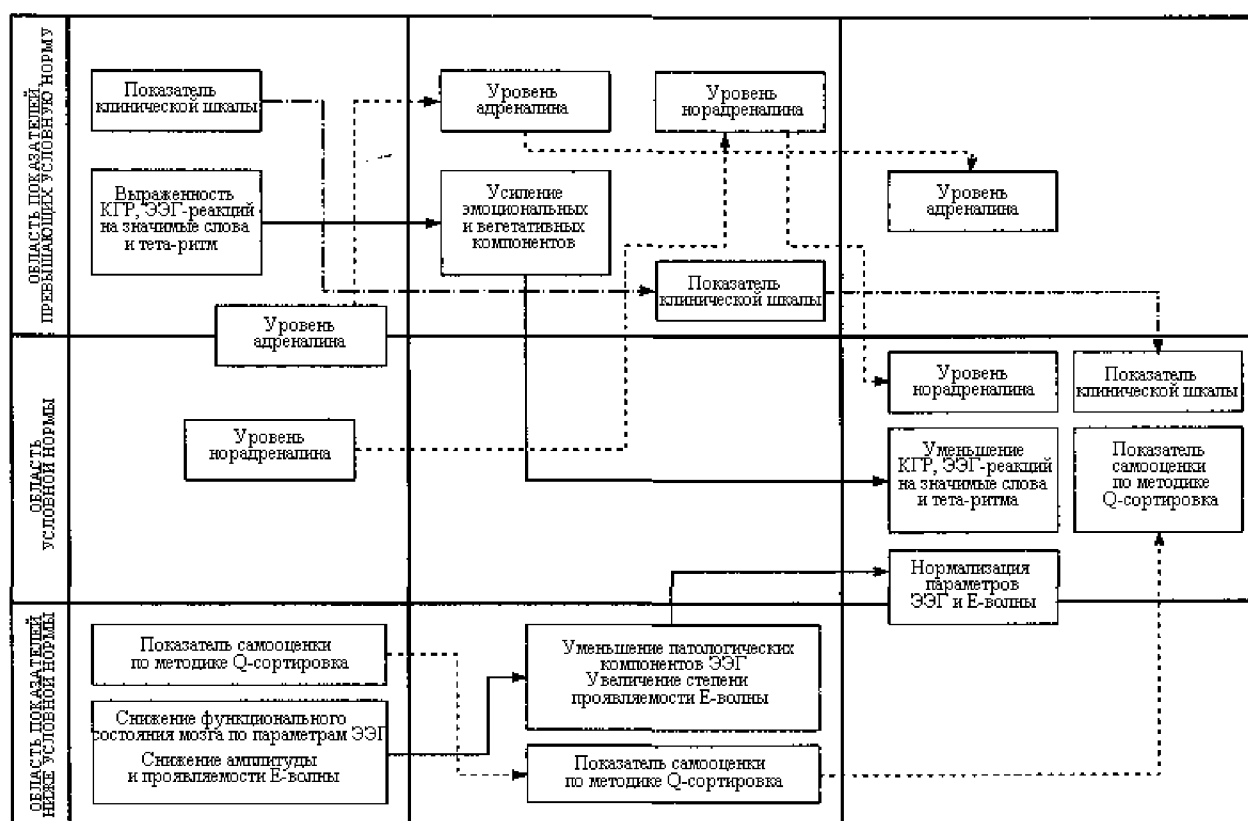 ОБЛАСТЬ ПОКАЗАТЕЛЕЙ,
ПРЕВЫШАЮЩИХ УСЛОВНУЮ НОРМУ
Показатель
клинической шкалы
Уровень
адреналина
Уровень
норадреналина
Выраженность
КГР, ЭЭГ-реакций
на значимые слова
и тета-ритм
Усиление
эмоциональных
и вегетативных
компонентов
Уровень
адреналина
Показатель
клинической шкалы
Уровень
адреналина
ОБЛАСТЬ
УСЛОВНОЙ НОРМЫ
Уровень
норадреналина
Уровень
норадреналина
Показатель
клинической шкалы
Уменьшение
КГР, ЭЭГ-реакций
на значимые слова
и тета-ритма
Показатель
самооценки
по методике
Q-сортировка
Нормализация
параметров
ЭЭГ и Е-волны
ОБЛАСТЬ ПОКАЗАТЕЛЕЙ
НИЖЕ УСЛОВНОЙ НОРМЫ
Показатель самооценки
по методике Q-сортировка
Уменьшение патологических
компонентов ЭЭГ
Увеличение степени
проявляемости Е-волны
Снижение функционального
состояния мозга по параметрам ЭЭГ
Снижение амплитуды
и проявляемости Е-волны
Показатель самооценки
по методике Q-сортировка